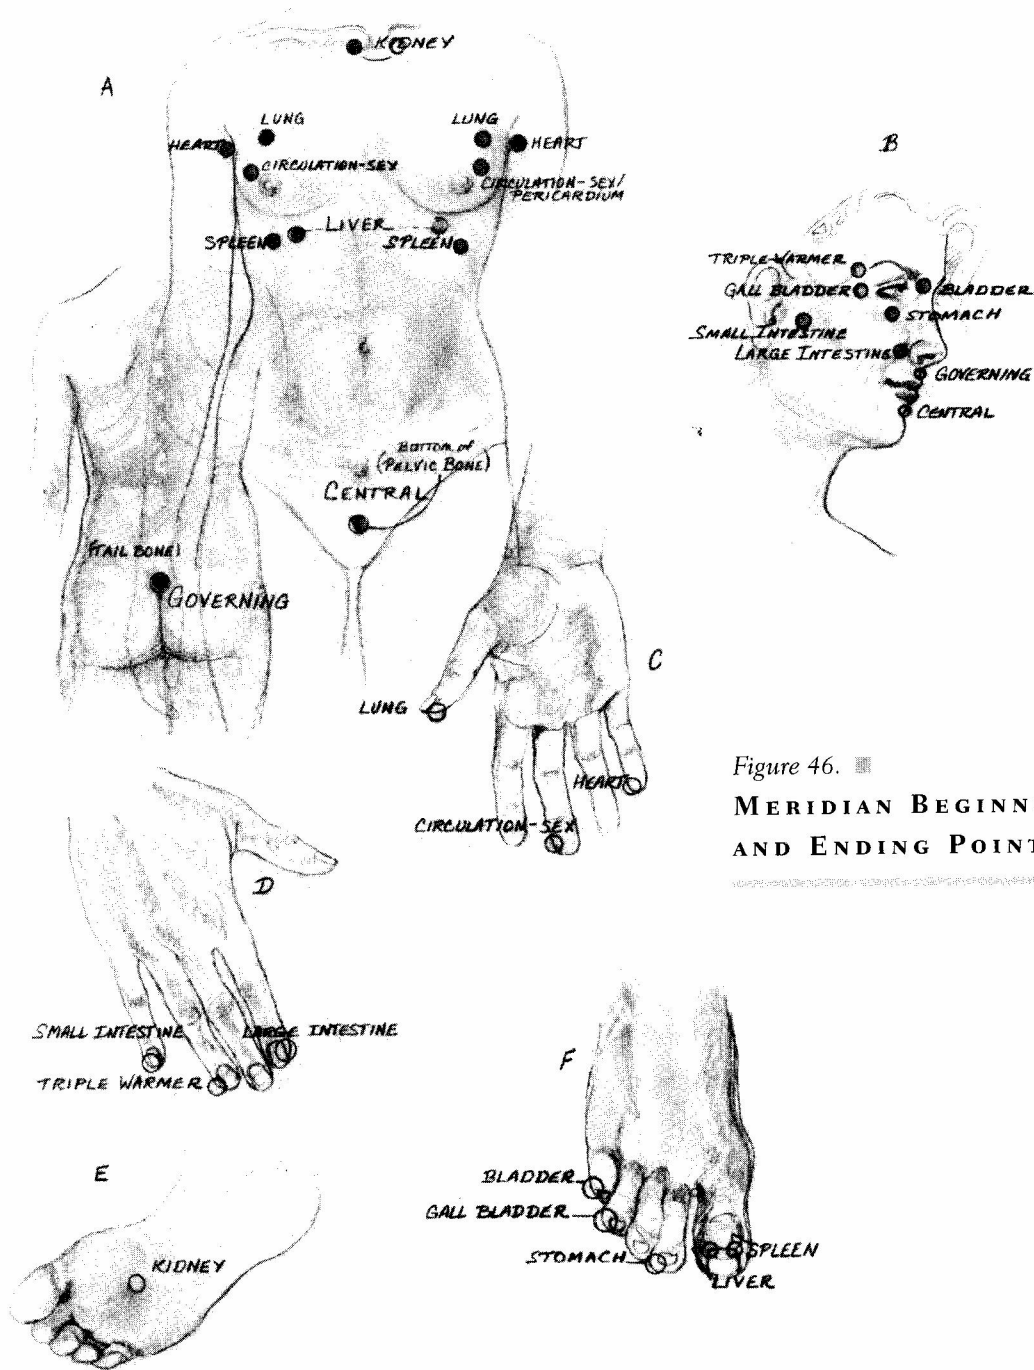 KIDNEY
A
LUNG
LUNG
HEART
HEART
CIRCULATION-SEX
CIRCULATION-SEX/
PERICARDIUM
LIVER
SPLEEN
SPLEEN
BOTTOM of
(PELVIC BONE)
CENTRAL
(TAIL BONE)
GOVERNING
B
TRIPLE WARMER
GALL BLADDER
BLADDER
STOMACH
SMALL INTESTINE
LARGE INTESTINE
GOVERNING
CENTRAL
C
LUNG
HEART
CIRCULATION-SEX
Figure 46.
MERIDIAN BEGINN
AND ENDING POINT
D
SMALL INTESTINE
LARGE INTESTINE
TRIPLE WARMER
E
KIDNEY
F
BLADDER
GALL BLADDER
STOMACH
SPLEEN
LIVER